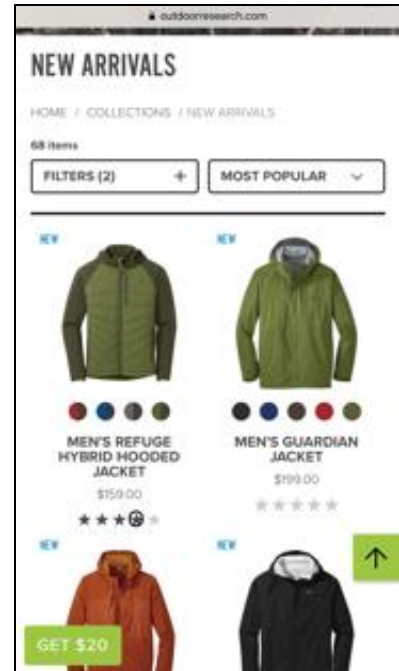 outdoorresearch.com
NEW ARRIVALS
HOME / COLLECTIONS / NEW ARRIVALS
68 items
FILTERS (2) +
MOST POPULAR
NEW
NEW
MEN'S REFUGE
HYBRID HOODED
JACKET
$159.00
MEN'S GUARDIAN
JACKET
$199.00
NEW
NEW
GET $20